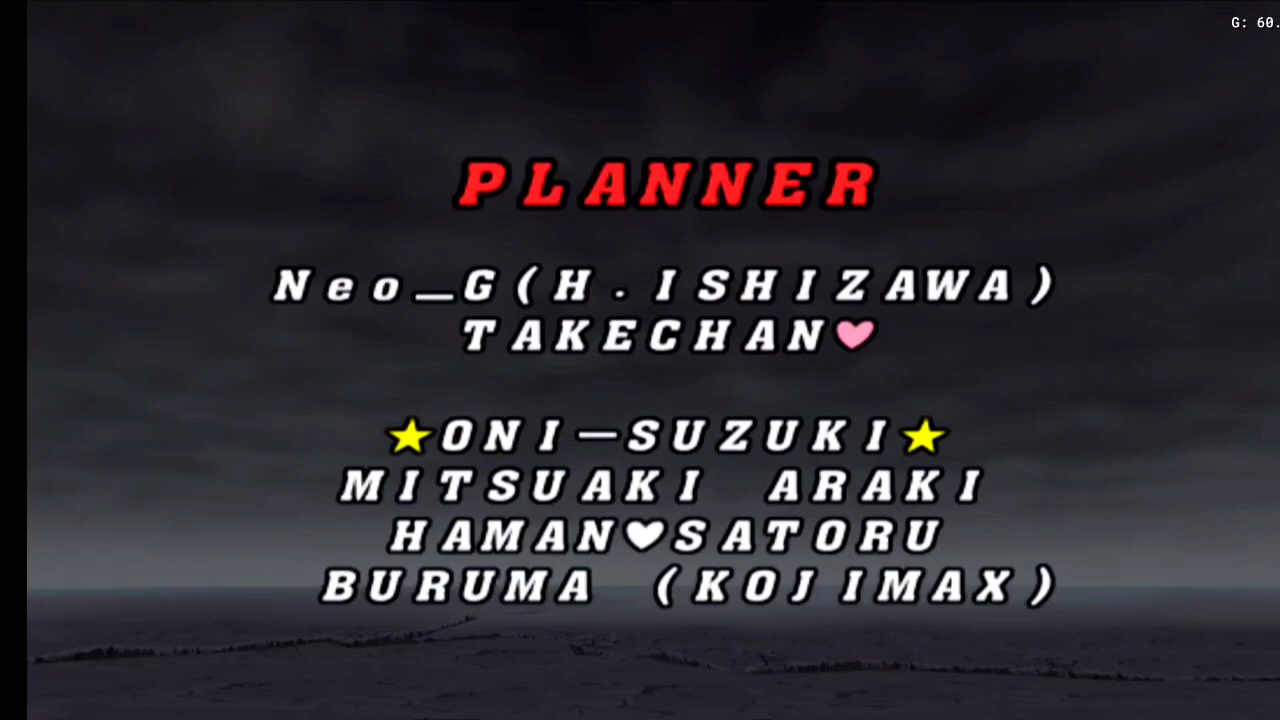 G: 60.
PLANNER
Neo_G(H.ISHIZAWA)
TAKECHAN♥
★ONI—SUZUKI★
MITSUAKI ARAKI
HAMAN♥SATORU
BURUMA (KOJIMAX)